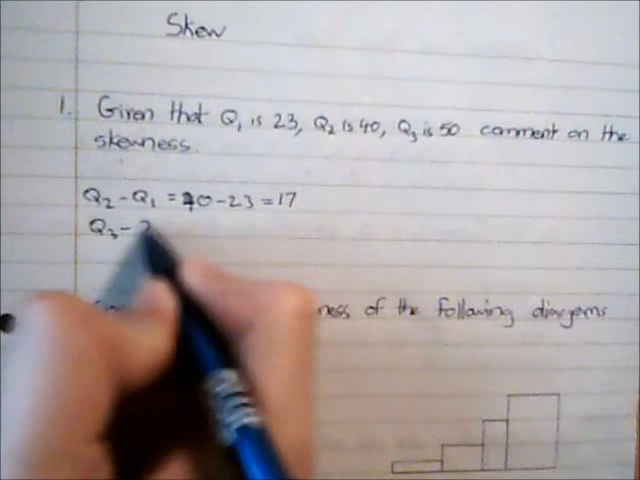 Skew
1. Given that Q₁ is 23, Q₂ is 40, Q₃ is 50 comment on the
skewness.
Q₂ - Q₁ = 40 - 23 = 17
Q₃ -
of the following diagrams